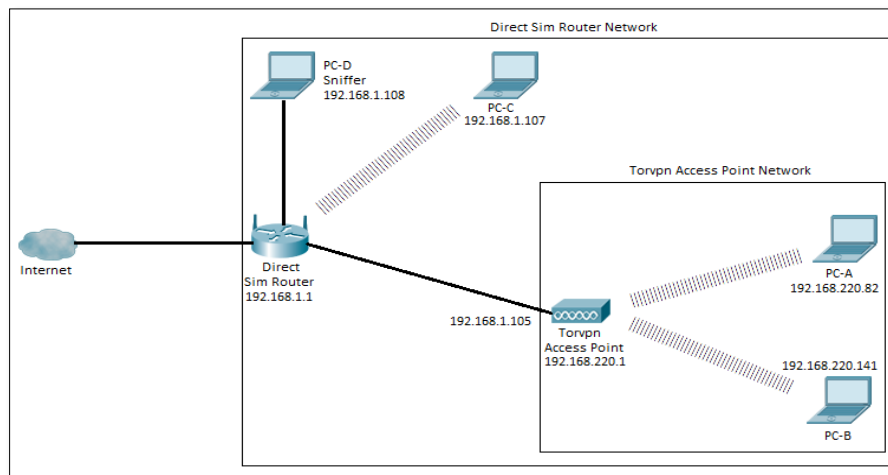 Direct Sim Router Network
PC-D
Sniffer
192.168.1.108
PC-C
192.168.1.107
Torvpn Access Point Network
Internet
Direct
Sim Router
192.168.1.1
PC-A
192.168.220.82
192.168.1.105
Torvpn
Access Point
192.168.220.1
192.168.220.141
PC-B